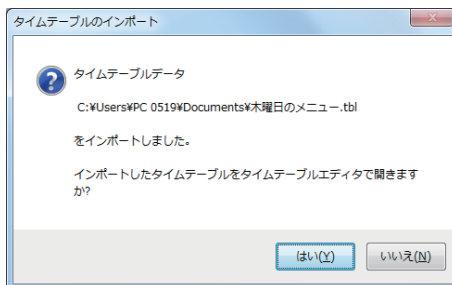 タイムテーブルのインポート
タイムテーブルデータ
C:¥Users¥PC 0519¥Documents¥木曜日のメニュー.tbl
をインポートしました。
インポートしたタイムテーブルをタイムテーブルエディタで開きます
か?
はい(Y)
いいえ(N)